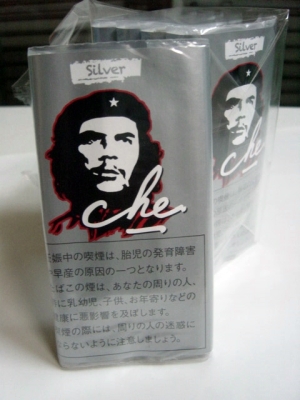 Silver
che
娠中の喫煙は、胎児の発育障害
早産の原因の一つとなります。
ばこの煙は、あなたの周りの人、
に乳幼児、子供、お年寄りなどの
康に悪影響を及ぼします。
煙の際には、周りの人の迷惑に
らないように注意しましょう。
Silver
che